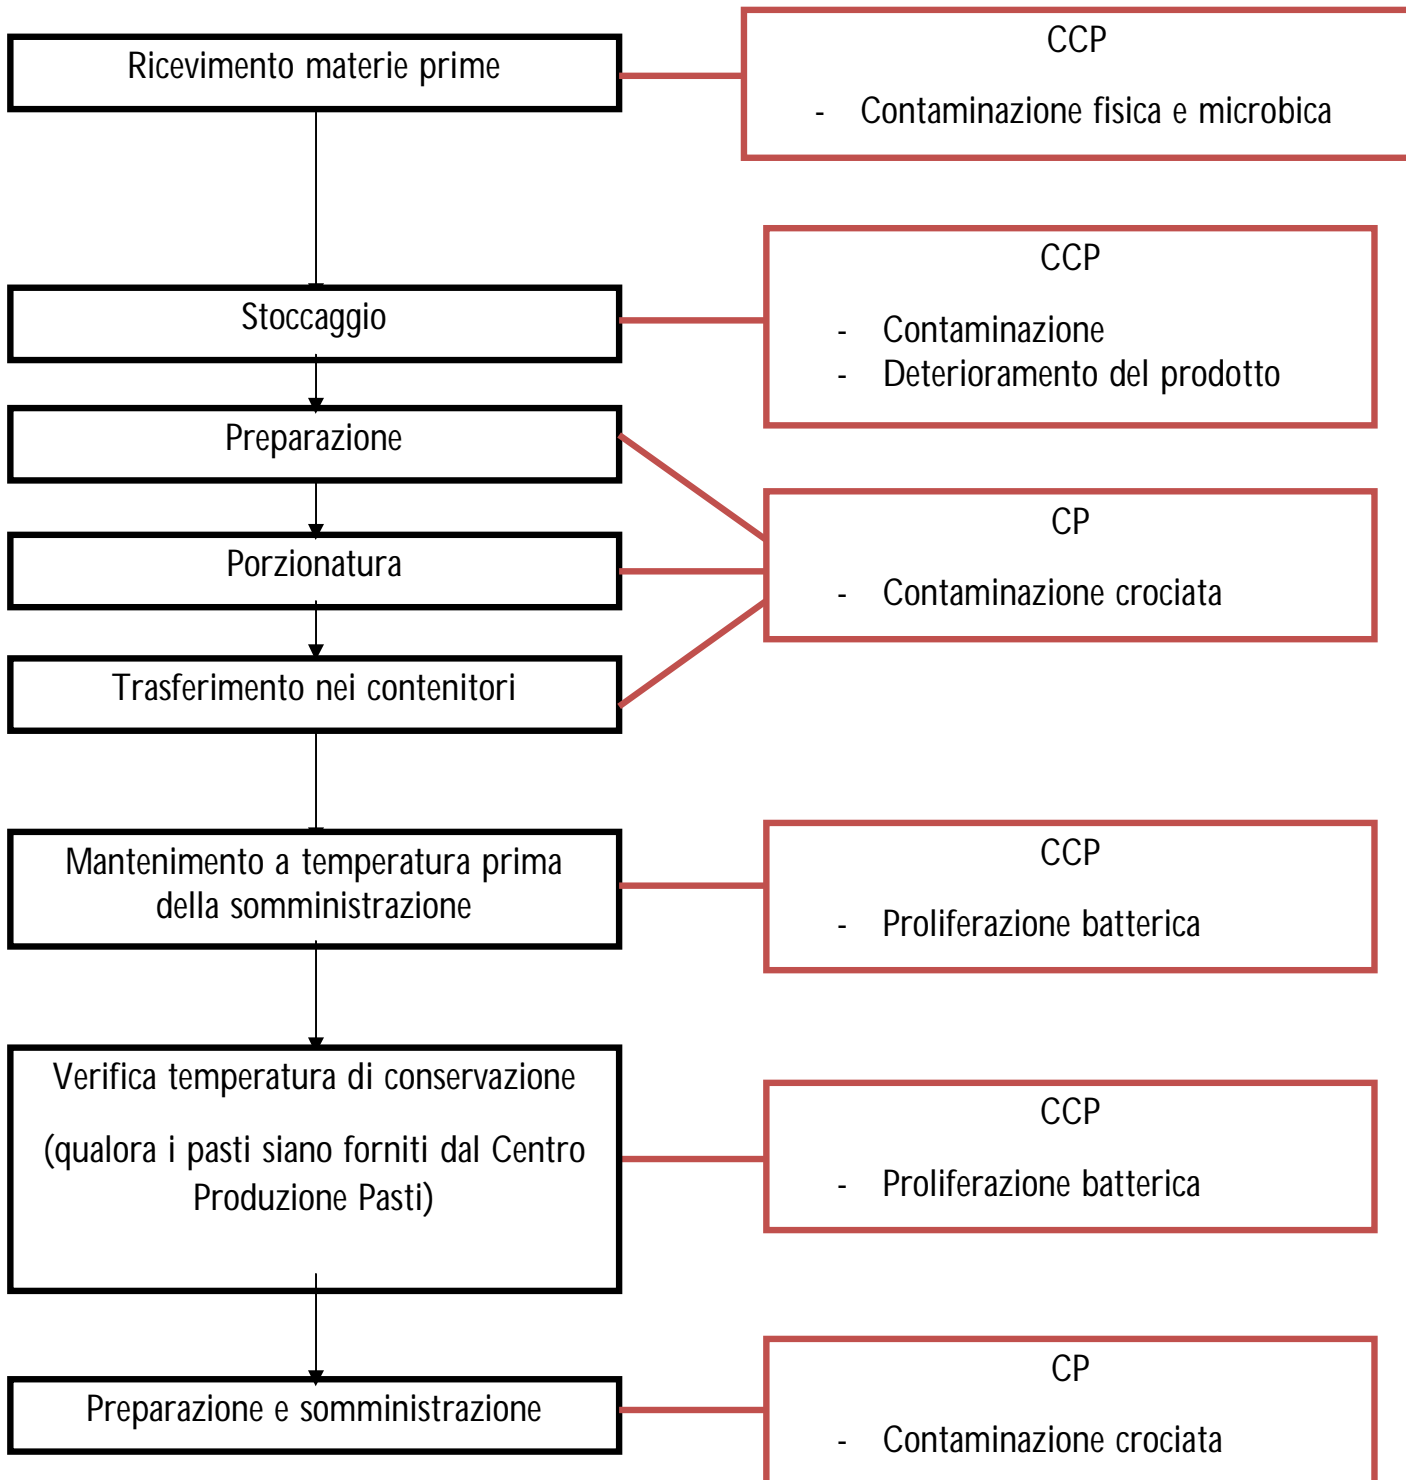 Ricevimento materie prime
CCP
- Contaminazione fisica e microbica
Stoccaggio
CCP
- Contaminazione
- Deterioramento del prodotto
Preparazione
Porzionatura
Trasferimento nei contenitori
CP
- Contaminazione crociata
Mantenimento a temperatura prima
della somministrazione
CCP
- Proliferazione batterica
Verifica temperatura di conservazione
(qualora i pasti siano forniti dal Centro
Produzione Pasti)
CCP
- Proliferazione batterica
Preparazione e somministrazione
CP
- Contaminazione crociata